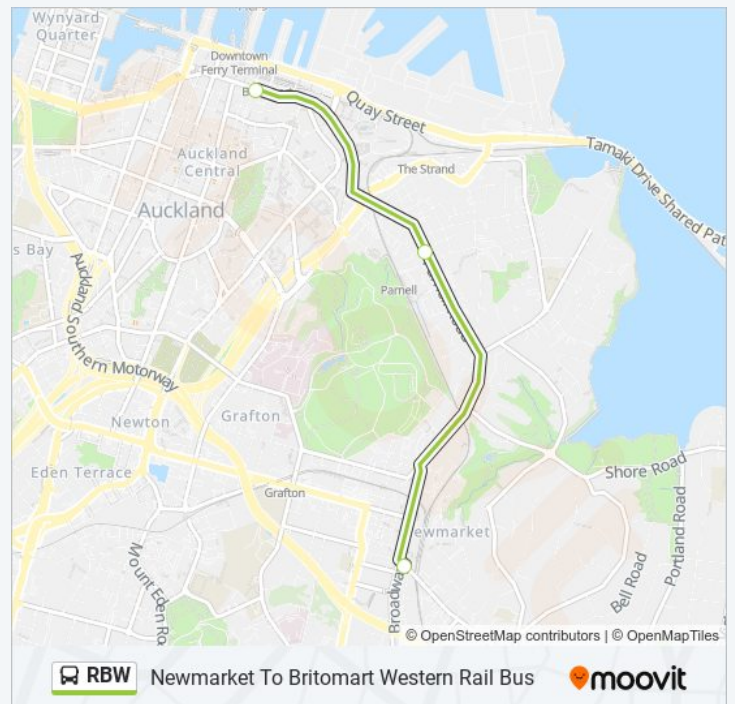 Wynyard
Quarter
Downtown
Ferry Terminal
B
Quay Street
Tamaki Drive Shared Pat
Auckland
Central
The Strand
Auckland
s Bay
Auckland Southern Motorway
Parnell
Newton
Grafton
Eden Terrace
Grafton
Shore Road
Portland Road
ewmarket
Bell Road
Mount Eden Ro
Broadway
© OpenStreetMap contributors | © OpenMapTiles
RBW
Newmarket To Britomart Western Rail Bus
moovit